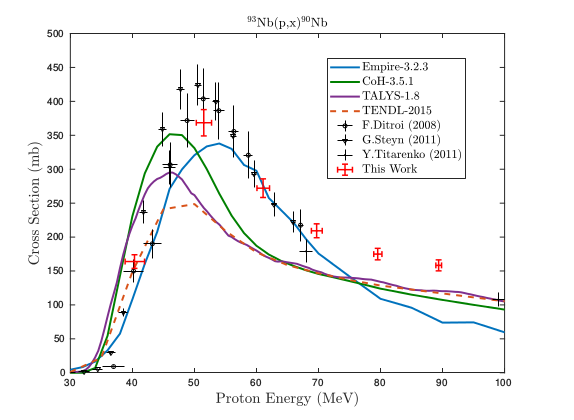 ⁹³Nb(p,x)⁹⁰Nb
500
450
400
350
300
250
200
150
100
50
0
Cross Section (mb)
Empire-3.2.3
CoH-3.5.1
TALYS-1.8
TENDL-2015
F.Ditroi (2008)
G.Steyn (2011)
Y.Titarenko (2011)
This Work
30 40 50 60 70 80 90 100
Proton Energy (MeV)